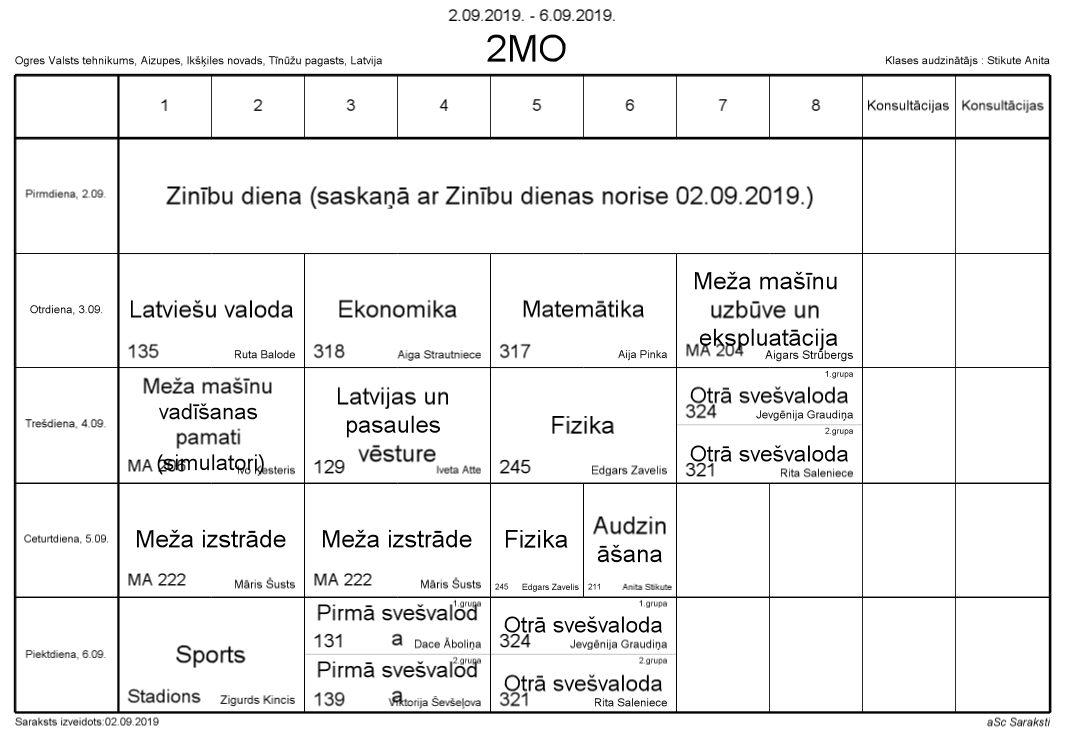 2.09.2019. - 6.09.2019.
2MO
Ogres Valsts tehnikums, Aizupes, Ikšķiles novads, Tīnūžu pagasts, Latvija
Klases audzinātājs : Stikute Anita
1 2 3 4 5 6 7 8 Konsultācijas Konsultācijas
Pirmdiena, 2.09.
Zinību diena (saskaņā ar Zinību dienas norise 02.09.2019.)
Otrdiena, 3.09.
Latviešu valoda
135 Ruta Balode
Ekonomika
318 Aiga Strautniece
Matemātika
317 Aija Pinka
Meža mašīnu
uzbūve un
ekspluatācija
MA 204 Aigars Strūbergs
Trešdiena, 4.09.
Meža mašīnu
vadīšanas
pamati
(simulatori)
MA 206 Ivo Ķesteris
Latvijas un
pasaules
vēsture
129 Iveta Atte
Fizika
245 Edgars Zavelis
1.grupa
Otrā svešvaloda
324 Jevgēnija Graudiņa
2.grupa
Otrā svešvaloda
321 Rita Saleniece
Ceturtdiena, 5.09.
Meža izstrāde
MA 222 Māris Šusts
Meža izstrāde
MA 222 Māris Šusts
Fizika
245 Edgars Zavelis
Audzin
āšana
211 Anita Stikute
Piektdiena, 6.09.
Sports
Stadions Zigurds Kincis
1.grupa
Pirmā svešvalod
a
131 Dace Āboliņa
2.grupa
Pirmā svešvalod
a
139 Viktorija Ševšeļova
1.grupa
Otrā svešvaloda
324 Jevgēnija Graudiņa
2.grupa
Otrā svešvaloda
321 Rita Saleniece
Saraksts izveidots:02.09.2019
aSc Saraksti